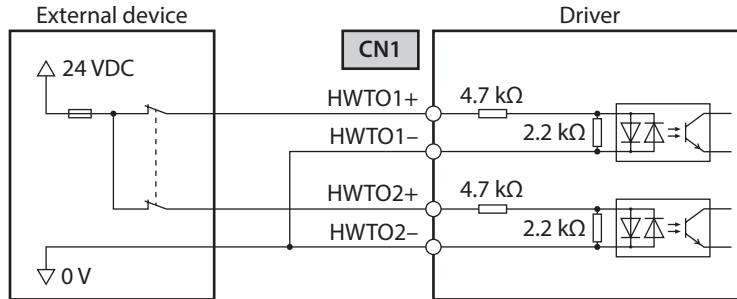 External device
Driver
CN1
24 VDC
HWTO1+
4.7 kΩ
HWTO1−
2.2 kΩ
HWTO2+
4.7 kΩ
HWTO2−
2.2 kΩ
0 V